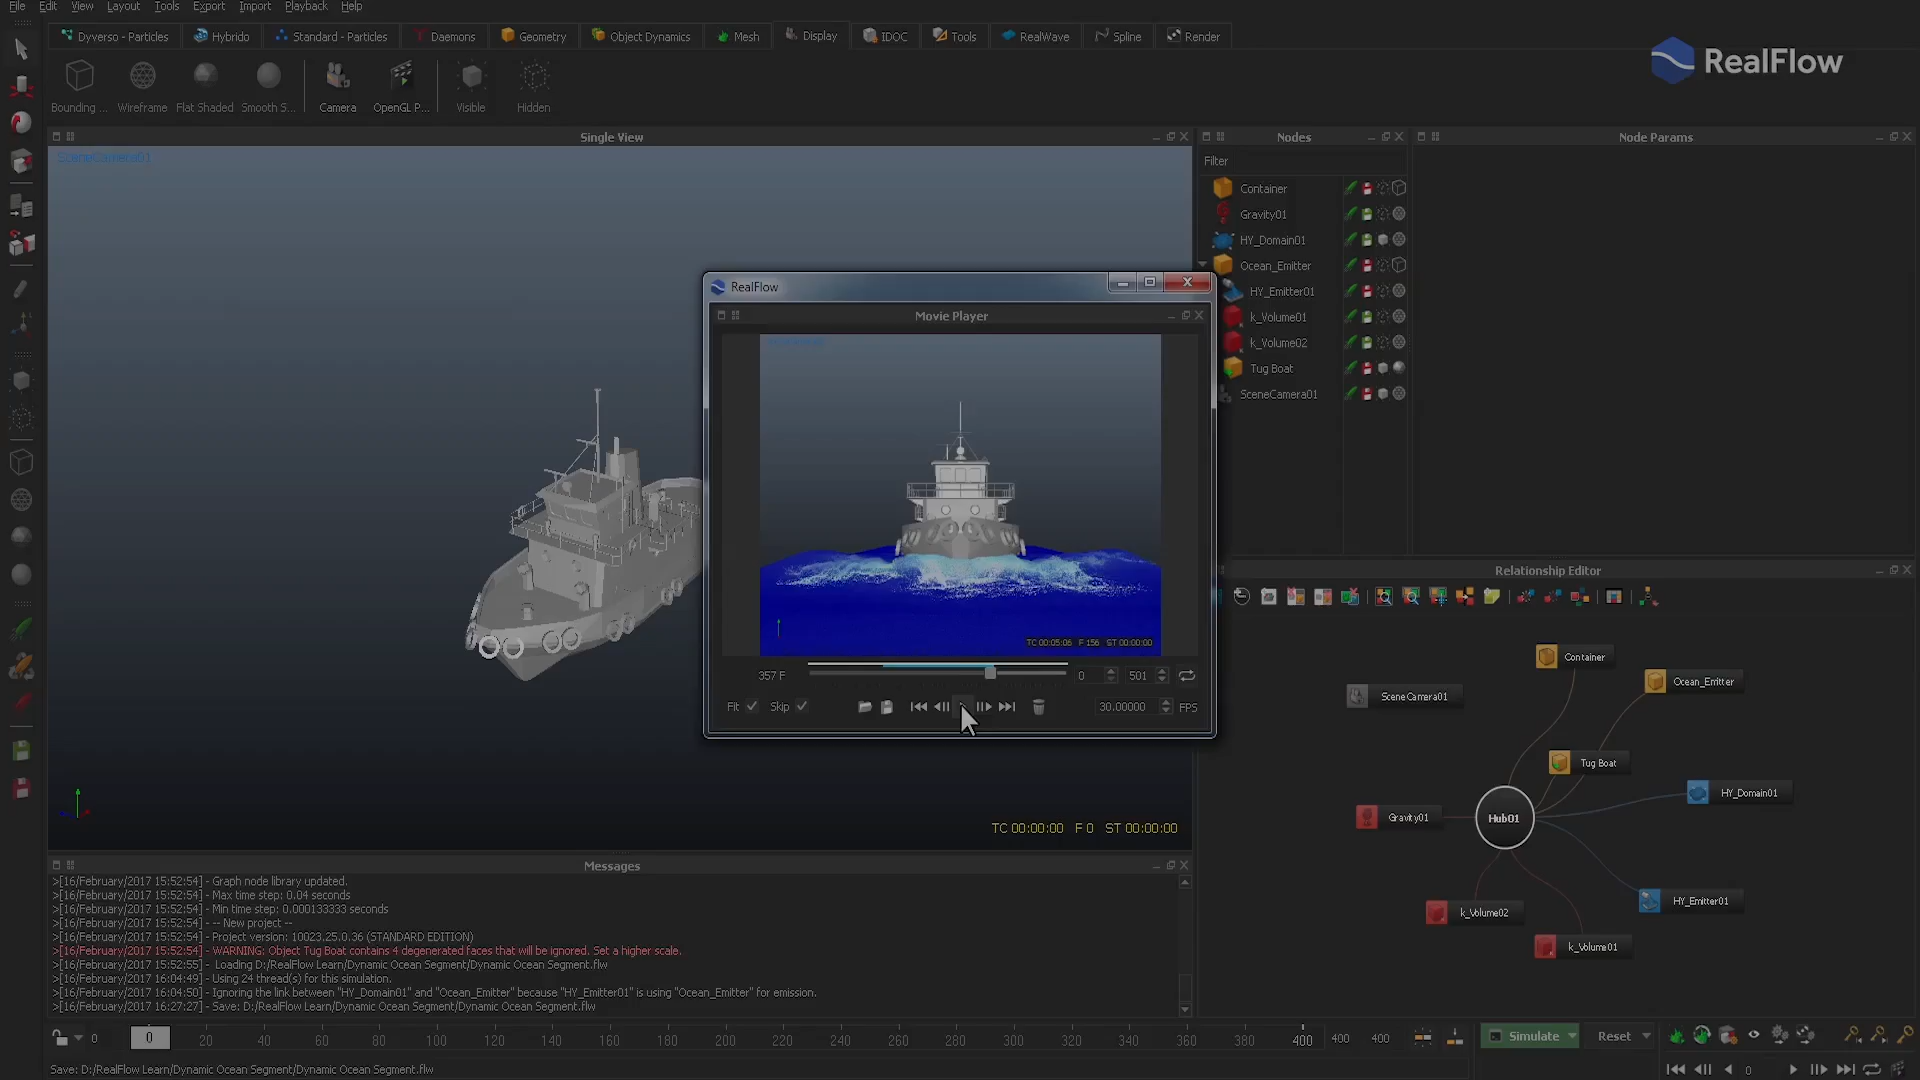 File Edit View Layout Tools Export Import Playback Help
Dyverso - Particles Hybrido Standard - Particles Daemons Geometry Object Dynamics Mesh Display IDOC Tools RealWave Spline Render
RealFlow
Bounding ... Wireframe Flat Shaded Smooth S... Camera OpenGL P... Visible Hidden
Single View
Nodes
Node Params
SceneCamera01
Filter
Container
Gravity01
HY_Domain01
Ocean_Emitter
HY_Emitter01
k_Volume01
k_Volume02
Tug Boat
SceneCamera01
RealFlow
Movie Player
TC 00:05:06 F 156 ST 00:00:00
357 F 0 501
Fit Skip 30.00000 FPS
TC 00:00:00 F 0 ST 00:00:00
Relationship Editor
Container
Ocean_Emitter
SceneCamera01
Tug Boat
HY_Domain01
Gravity01
Hub01
HY_Emitter01
k_Volume02
k_Volume01
Messages
>[16/February/2017 15:52:54] - Graph node library updated.
>[16/February/2017 15:52:54] - Max time step: 0.04 seconds
>[16/February/2017 15:52:54] - Min time step: 0.000133333 seconds
>[16/February/2017 15:52:54] - -- New project --
>[16/February/2017 15:52:54] - Project version: 10023.25.0.36 (STANDARD EDITION)
>[16/February/2017 15:52:54] - WARNING: Object Tug Boat contains 4 degenerated faces that will be ignored. Set a higher scale.
>[16/February/2017 15:52:55] - Loading D:/RealFlow Learn/Dynamic Ocean Segment/Dynamic Ocean Segment.flw
>[16/February/2017 16:04:49] - Using 24 thread(s) for this simulation.
>[16/February/2017 16:04:50] - Ignoring the link between "HY_Domain01" and "Ocean_Emitter" because "HY_Emitter01" is using "Ocean_Emitter" for emission.
>[16/February/2017 16:27:27] - Save: D:/RealFlow Learn/Dynamic Ocean Segment/Dynamic Ocean Segment.flw
0 0 20 40 60 80 100 120 140 160 180 200 220 240 260 280 300 320 340 360 380 400 400 400
Simulate Reset
Save: D:/RealFlow Learn/Dynamic Ocean Segment/Dynamic Ocean Segment.flw
0